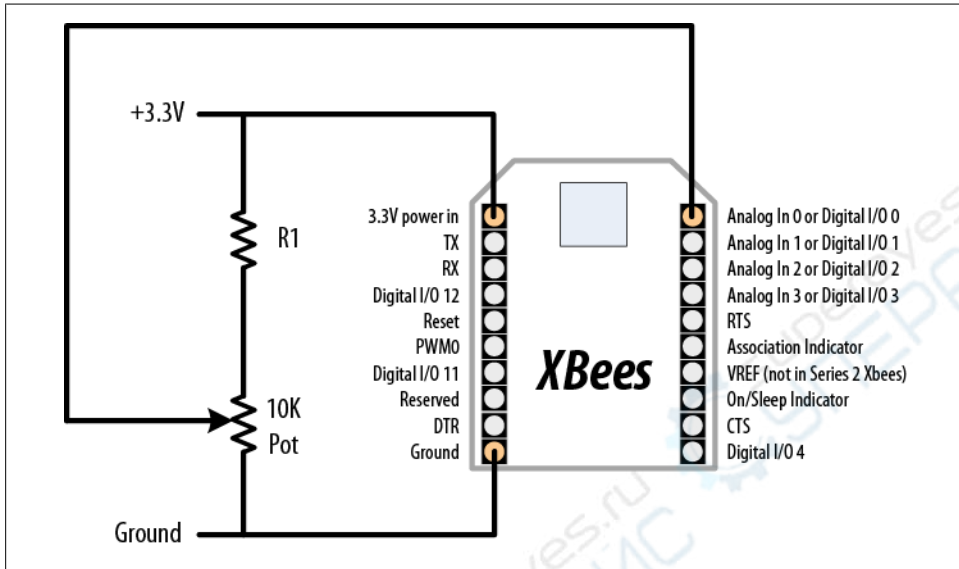 +3.3V
R1
10K
Pot
Ground
3.3V power in
TX
RX
Digital I/O 12
Reset
PWM0
Digital I/O 11
Reserved
DTR
Ground
XBees
Analog In 0 or Digital I/O 0
Analog In 1 or Digital I/O 1
Analog In 2 or Digital I/O 2
Analog In 3 or Digital I/O 3
RTS
Association Indicator
VREF (not in Series 2 Xbees)
On/Sleep Indicator
CTS
Digital I/O 4